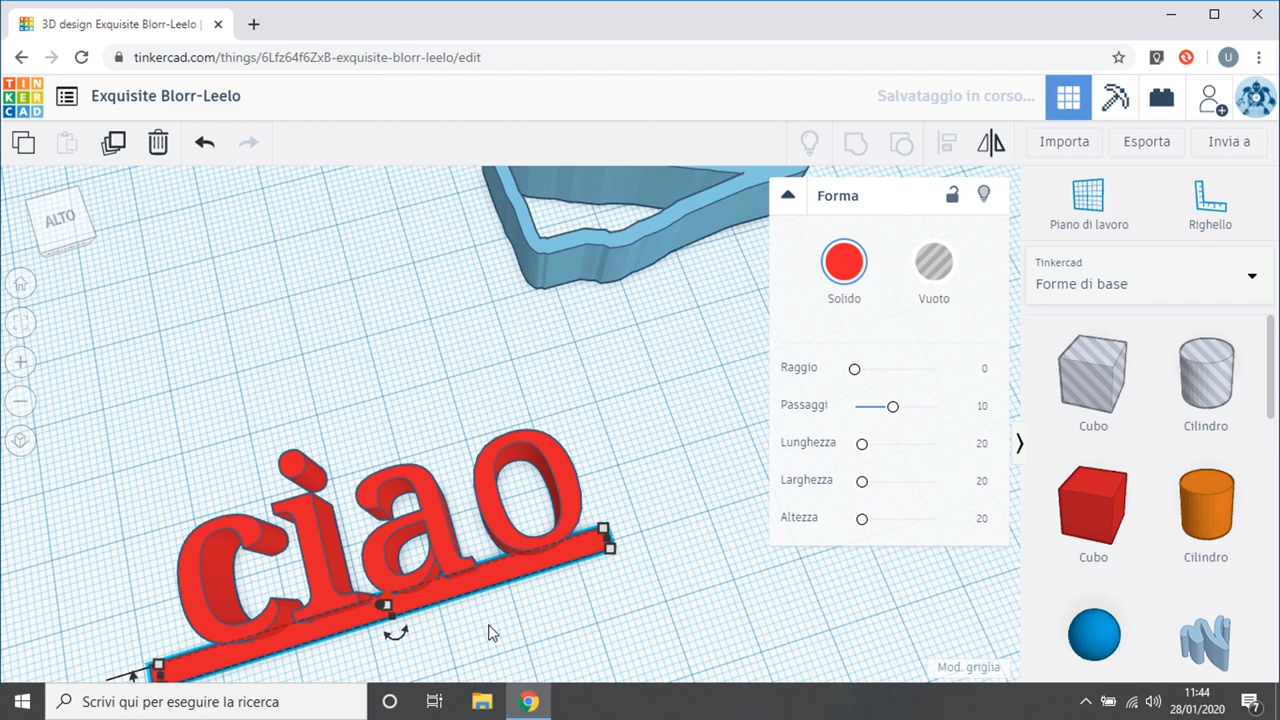 3D design Exquisite Blorr-Leelo |
tinkercad.com/things/6Lfz64f6ZxB-exquisite-blorr-leelo/edit
U
TIN
KER
CAD
Exquisite Blorr-Leelo
Salvataggio in corso...
Importa
Esporta
Invia a
ALTO
Forma
Solido
Vuoto
Raggio 0
Passaggi 10
Lunghezza 20
Larghezza 20
Altezza 20
Piano di lavoro
Righello
Tinkercad
Forme di base
Cubo
Cilindro
Cubo
Cilindro
ciao
Mod. griglia
Scrivi qui per eseguire la ricerca
11:44
28/01/2020
7